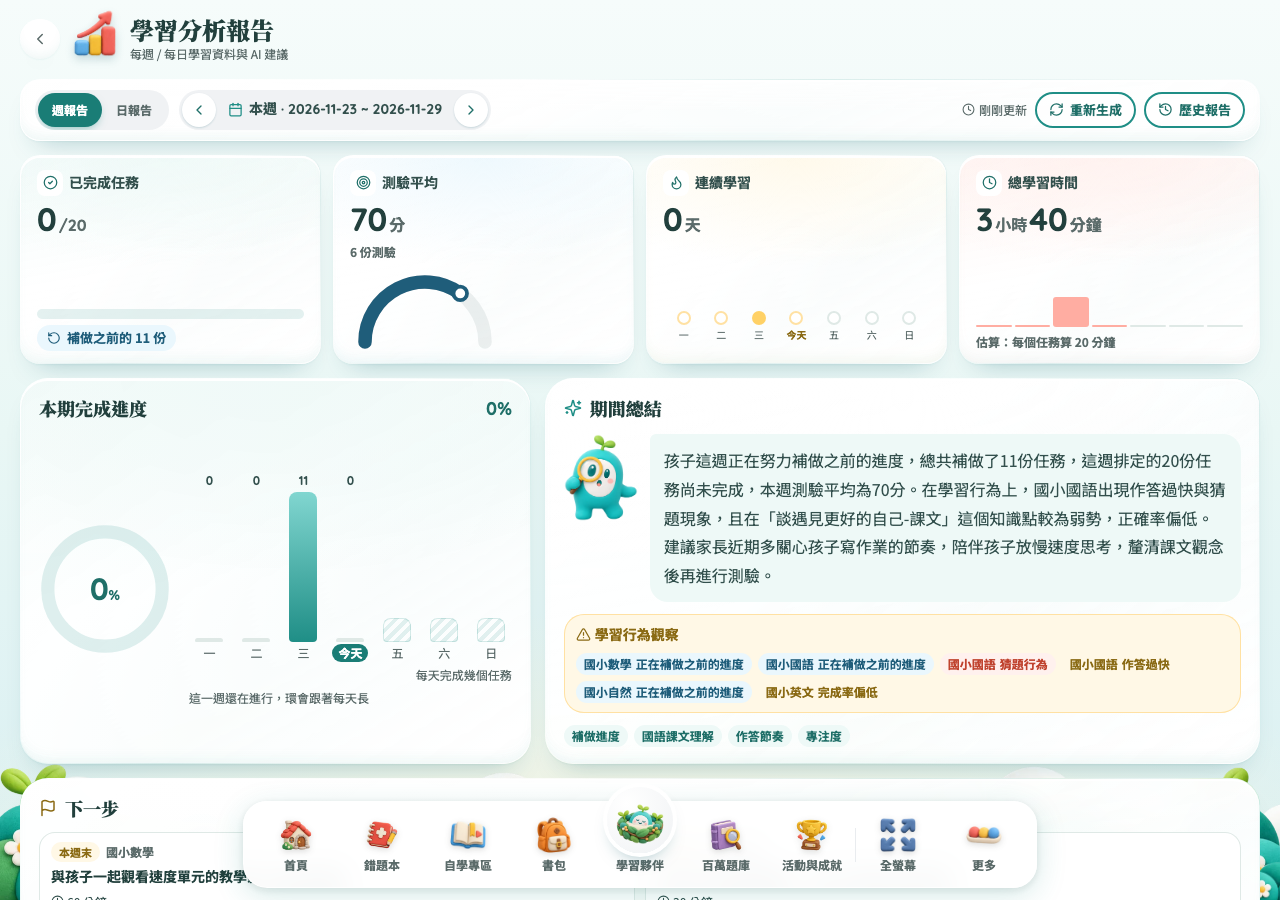 學習分析報告
每週 / 每日學習資料與 AI 建議
週報告 日報告 本週 · 2026-11-23 ~ 2026-11-29 剛剛更新 重新生成 歷史報告
已完成任務
0/20
補做之前的 11 份
測驗平均
70分
6 份測驗
連續學習
0天
一 二 三 今天 五 六 日
總學習時間
3小時40分鐘
估算：每個任務算 20 分鐘
本期完成進度 0%
0 0 11 0
0%
一 二 三 今天 五 六 日
每天完成幾個任務
這一週還在進行，環會跟著每天長
期間總結
孩子這週正在努力補做之前的進度，總共補做了11份任務，這週排定的20份任
務尚未完成，本週測驗平均為70分。在學習行為上，國小國語出現作答過快與猜
題現象，且在「談遇見更好的自己-課文」這個知識點較為弱勢，正確率偏低。
建議家長近期多關心孩子寫作業的節奏，陪伴孩子放慢速度思考，釐清課文觀念
後再進行測驗。
學習行為觀察
國小數學 正在補做之前的進度 國小國語 正在補做之前的進度 國小國語 猜題行為 國小國語 作答過快
國小自然 正在補做之前的進度 國小英文 完成率偏低
補做進度 國語課文理解 作答節奏 專注度
下一步
本週末 國小數學
與孩子一起觀看速度單元的教學
首頁 錯題本 自學專區 書包 學習夥伴 百萬題庫 活動與成就 全螢幕 更多